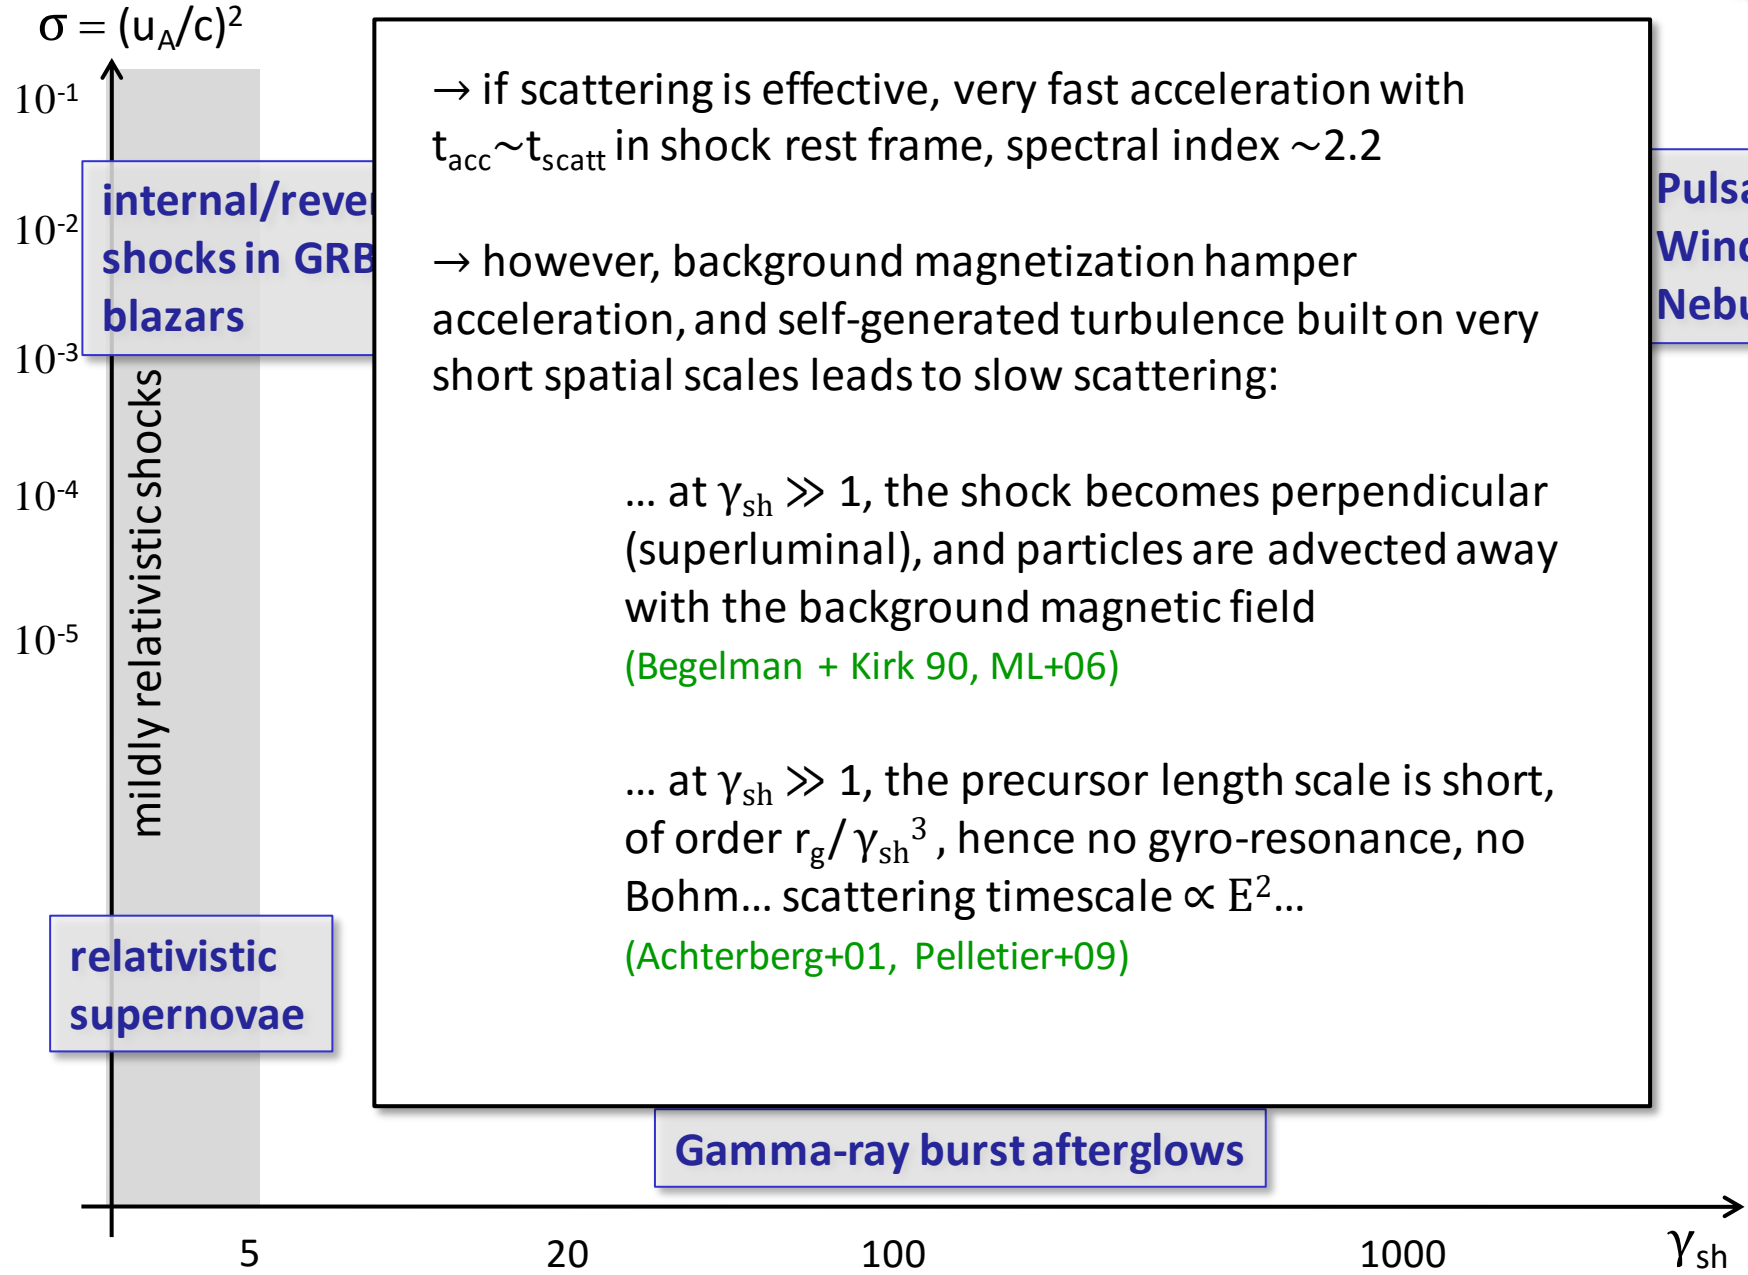 σ = (u_A/c)²
10⁻¹
10⁻²
10⁻³
10⁻⁴
10⁻⁵
mildly relativistic shocks
internal/rever
shocks in GRB
blazars
relativistic
supernovae
→ if scattering is effective, very fast acceleration with
t_acc~t_scatt in shock rest frame, spectral index ~2.2
→ however, background magnetization hamper
acceleration, and self-generated turbulence built on very
short spatial scales leads to slow scattering:
... at γ_sh ≫ 1, the shock becomes perpendicular
(superluminal), and particles are advected away
with the background magnetic field
(Begelman + Kirk 90, ML+06)
... at γ_sh ≫ 1, the precursor length scale is short,
of order r_g/ γ_sh³ , hence no gyro-resonance, no
Bohm... scattering timescale ∝ E²...
(Achterberg+01, Pelletier+09)
Pulsa
Wind
Nebu
Gamma-ray burst afterglows
5 20 100 1000 γ_sh